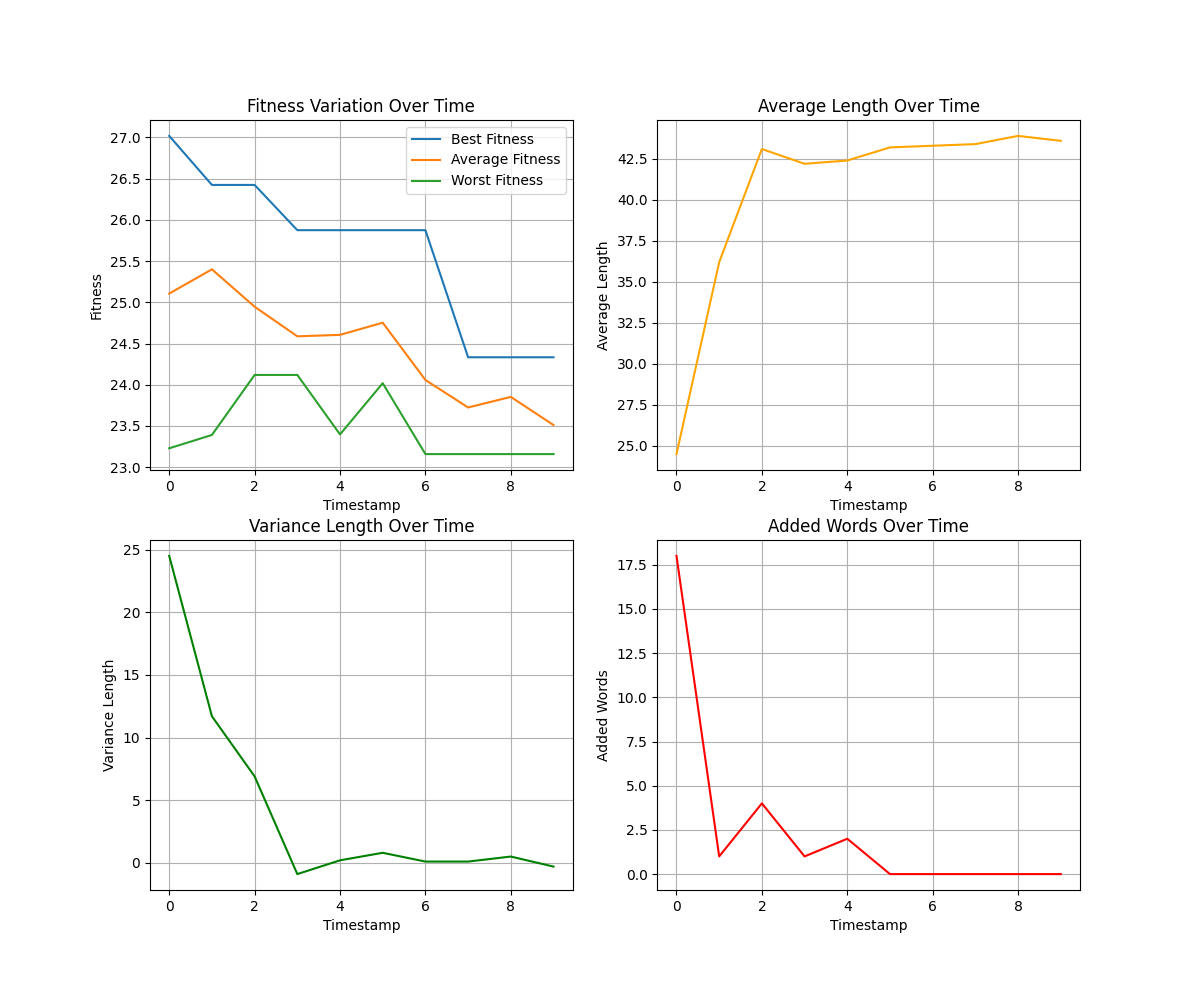 Fitness Variation Over Time
27.0
26.5
26.0
25.5
25.0
24.5
24.0
23.5
23.0
Fitness
Best Fitness
Average Fitness
Worst Fitness
0 2 4 6 8
Timestamp
Average Length Over Time
42.5
40.0
37.5
35.0
32.5
30.0
27.5
25.0
Average Length
0 2 4 6 8
Timestamp
Variance Length Over Time
25
20
15
10
5
0
Variance Length
0 2 4 6 8
Timestamp
Added Words Over Time
17.5
15.0
12.5
10.0
7.5
5.0
2.5
0.0
Added Words
0 2 4 6 8
Timestamp